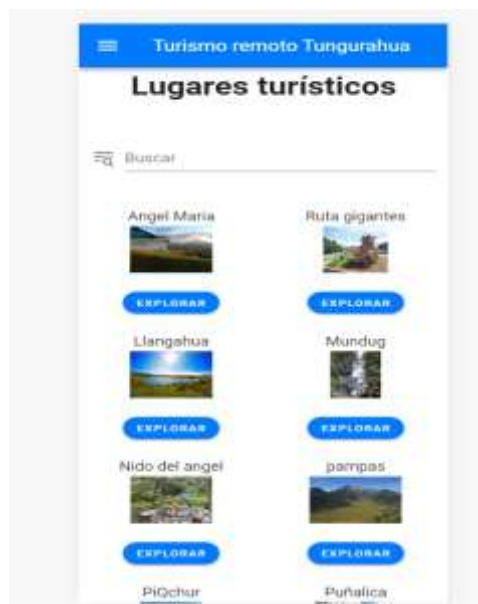 Turismo remoto Tungurahua
Lugares turísticos
Buscar
Angel Maria Ruta gigantes
EXPLORAR EXPLORAR
Llangahua Mundug
EXPLORAR EXPLORAR
Nido del angel pampas
EXPLORAR EXPLORAR
PiQchur Puñalica